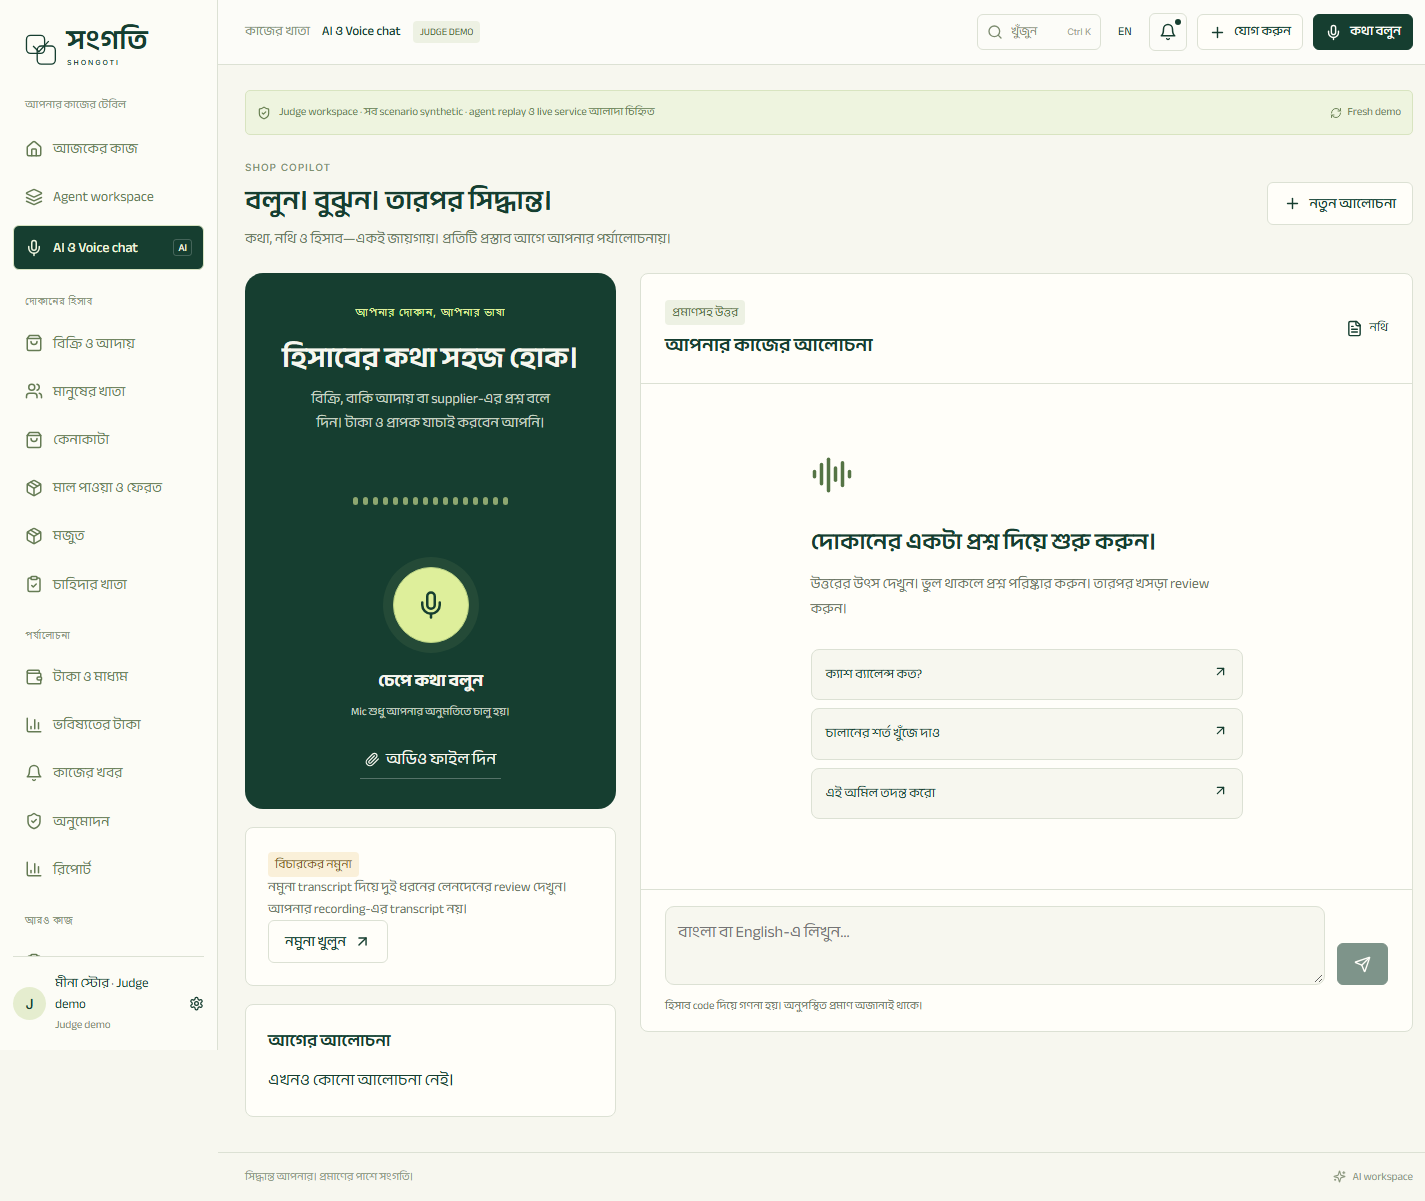 সংগতি
SHONGOTI
আপনার কাজের টেবিল
আজকের কাজ
Agent workspace
AI ও Voice chat
AI
দোকানের হিসাব
বিক্রি ও আদায়
মানুষের খাতা
কেনাকাটা
মাল পাওয়া ও ফেরত
মজুত
চাহিদার খাতা
পর্যালোচনা
টাকা ও মাধ্যম
ভবিষ্যতের টাকা
কাজের খবর
অনুমোদন
রিপোর্ট
আরও কাজ
J
মীনা স্টোর · Judge
demo
Judge demo
কাজের খাতা AI ও Voice chat JUDGE DEMO
খুঁজুন Ctrl K
EN
যোগ করুন
কথা বলুন
Judge workspace · সব scenario synthetic · agent replay ও live service আলাদা চিহ্নিত
Fresh demo
SHOP COPILOT
বলুন। বুঝুন। তারপর সিদ্ধান্ত।
কথা, নথি ও হিসাব—একই জায়গায়। প্রতিটি প্রস্তাব আগে আপনার পর্যালোচনায়।
নতুন আলোচনা
আপনার দোকান, আপনার ভাষা
হিসাবের কথা সহজ হোক।
বিক্রি, বাকি আদায় বা supplier-এর প্রশ্ন বলে
দিন। টাকা ও প্রাপক যাচাই করবেন আপনি।
চেপে কথা বলুন
Mic শুধু আপনার অনুমতিতে চালু হয়।
অডিও ফাইল দিন
বিচারকের নমুনা
নমুনা transcript দিয়ে দুই ধরনের লেনদেনের review দেখুন।
আপনার recording-এর transcript নয়।
নমুনা খুলুন
আগের আলোচনা
এখনও কোনো আলোচনা নেই।
প্রমাণসহ উত্তর
আপনার কাজের আলোচনা
নথি
দোকানের একটা প্রশ্ন দিয়ে শুরু করুন।
উত্তরের উৎস দেখুন। ভুল থাকলে প্রশ্ন পরিষ্কার করুন। তারপর খসড়া review
করুন।
ক্যাশ ব্যালেন্স কত?
চালানের শর্ত খুঁজে দাও
এই অমিল তদন্ত করো
বাংলা বা English-এ লিখুন...
হিসাব code দিয়ে গণনা হয়। অনুপস্থিত প্রমাণ অজানাই থাকে।
সিদ্ধান্ত আপনার। প্রমাণের পাশে সংগতি।
AI workspace